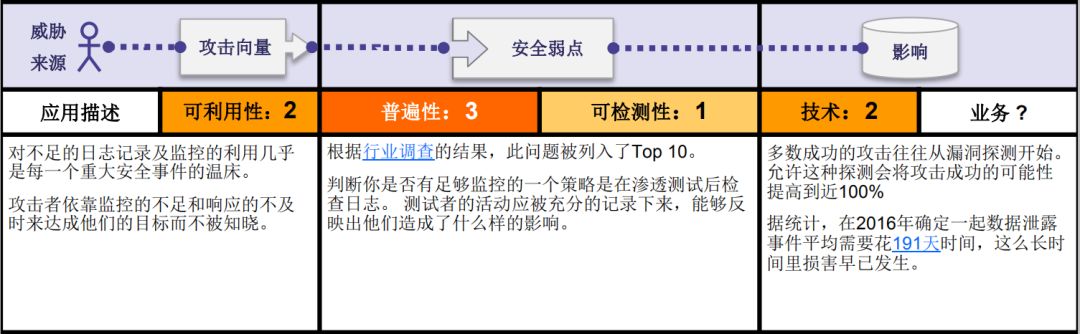 威胁
来源
攻击向量
安全弱点
影响
应用描述
可利用性：2
普遍性：3
可检测性：1
技术：2
业务？
对不足的日志记录及监控的利用几乎
是每一个重大安全事件的温床。
攻击者依靠监控的不足和响应的不及
时来达成他们的目标而不被知晓。
根据行业调查的结果，此问题被列入了Top 10。
判断你是否有足够监控的一个策略是在渗透测试后检
查日志。 测试者的活动应被充分的记录下来，能够反
映出他们造成了什么样的影响。
多数成功的攻击往往从漏洞探测开始。
允许这种探测会将攻击成功的可能性
提高到近100%
据统计，在2016年确定一起数据泄露
事件平均需要花191天时间，这么长时
间里损害早已发生。